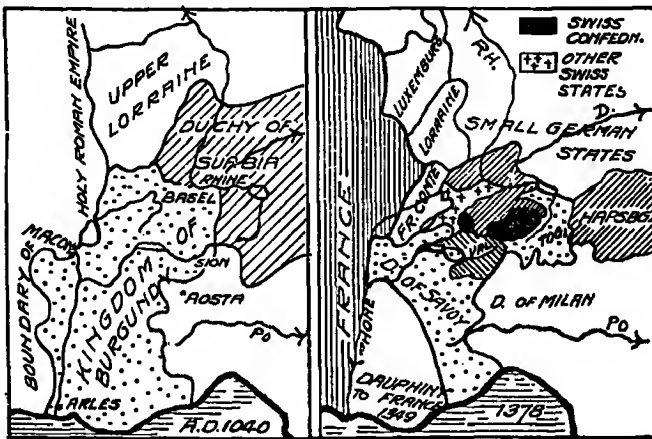 BOUNDARY OF HOLY ROMAN EMPIRE
UPPER
LORRAINE
DUCHY OF
SUABIA
RHINE
BASEL
MACON
KINGDOM OF
BURGUND
SION
AOSTA
PO
ARLES
A.D.1040
SWISS
CONFEDN.
OTHER
SWISS
STATES
RH.
LUXEMBURG
LORRAINE
D.
SMALL GERMAN
STATES
FRANCE
FR. COMTE
HAPSBG
D. OF SAVOY
D. OF MILAN
RHONE
PO
DAUPHINY
TO FRANCE
1349
1378